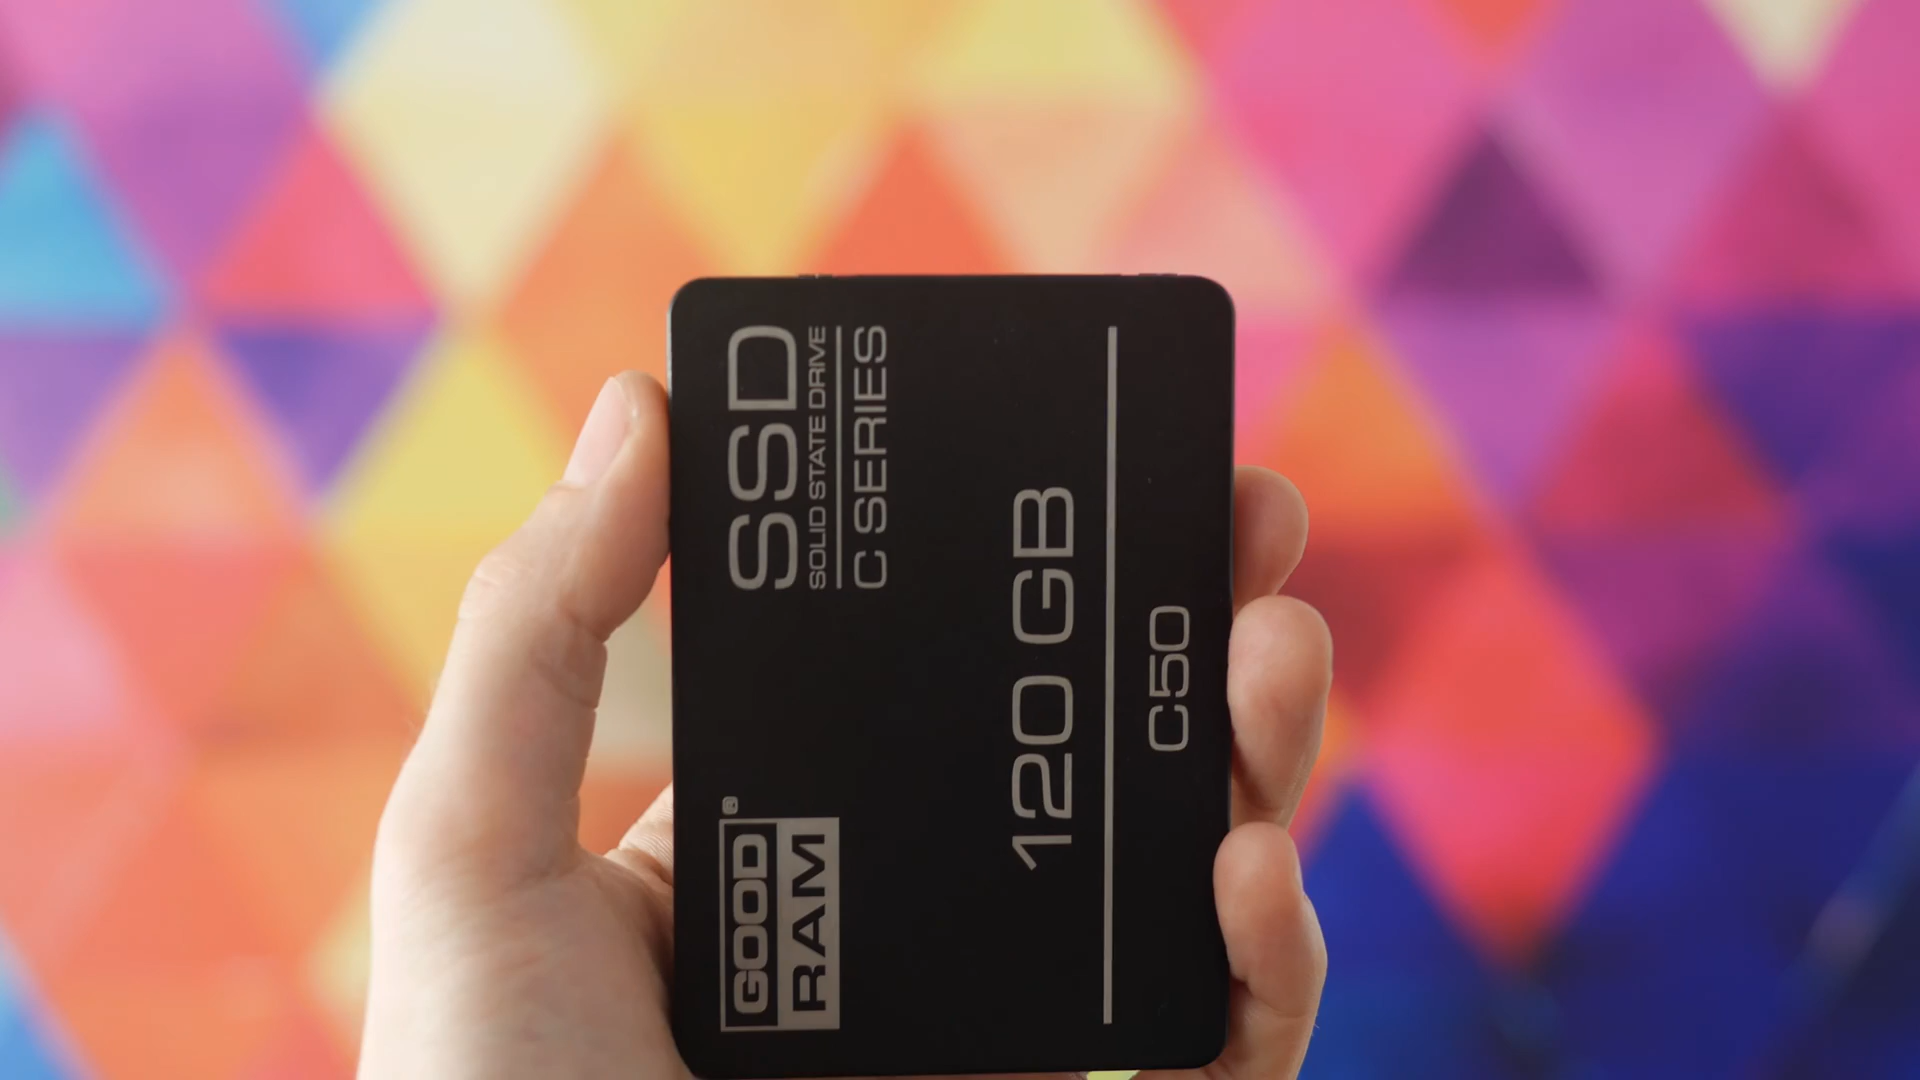 SSD
SOLID STATE DRIVE
C SERIES
GOOD
RAM®
120 GB
C50